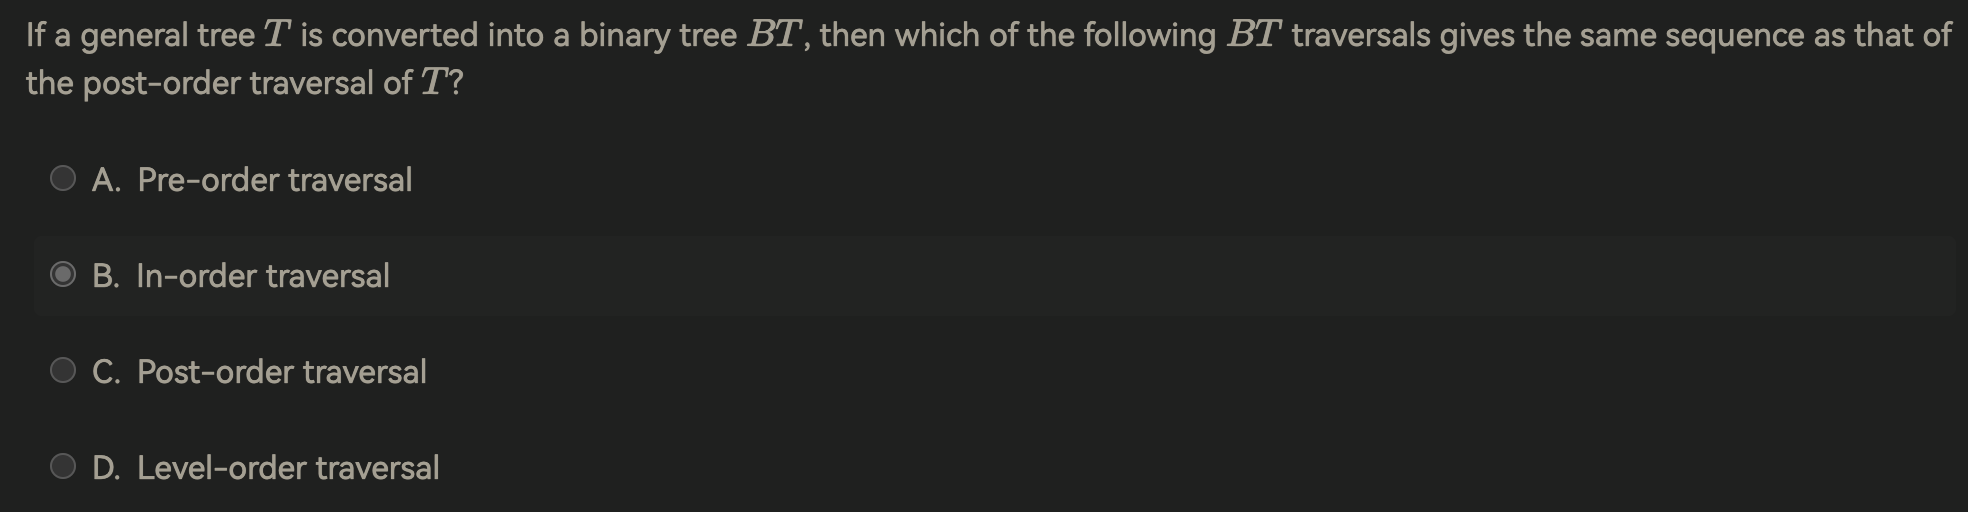 If a general tree T is converted into a binary tree BT, then which of the following BT traversals gives the same sequence as that of
the post-order traversal of T?
A. Pre-order traversal
B. In-order traversal
C. Post-order traversal
D. Level-order traversal